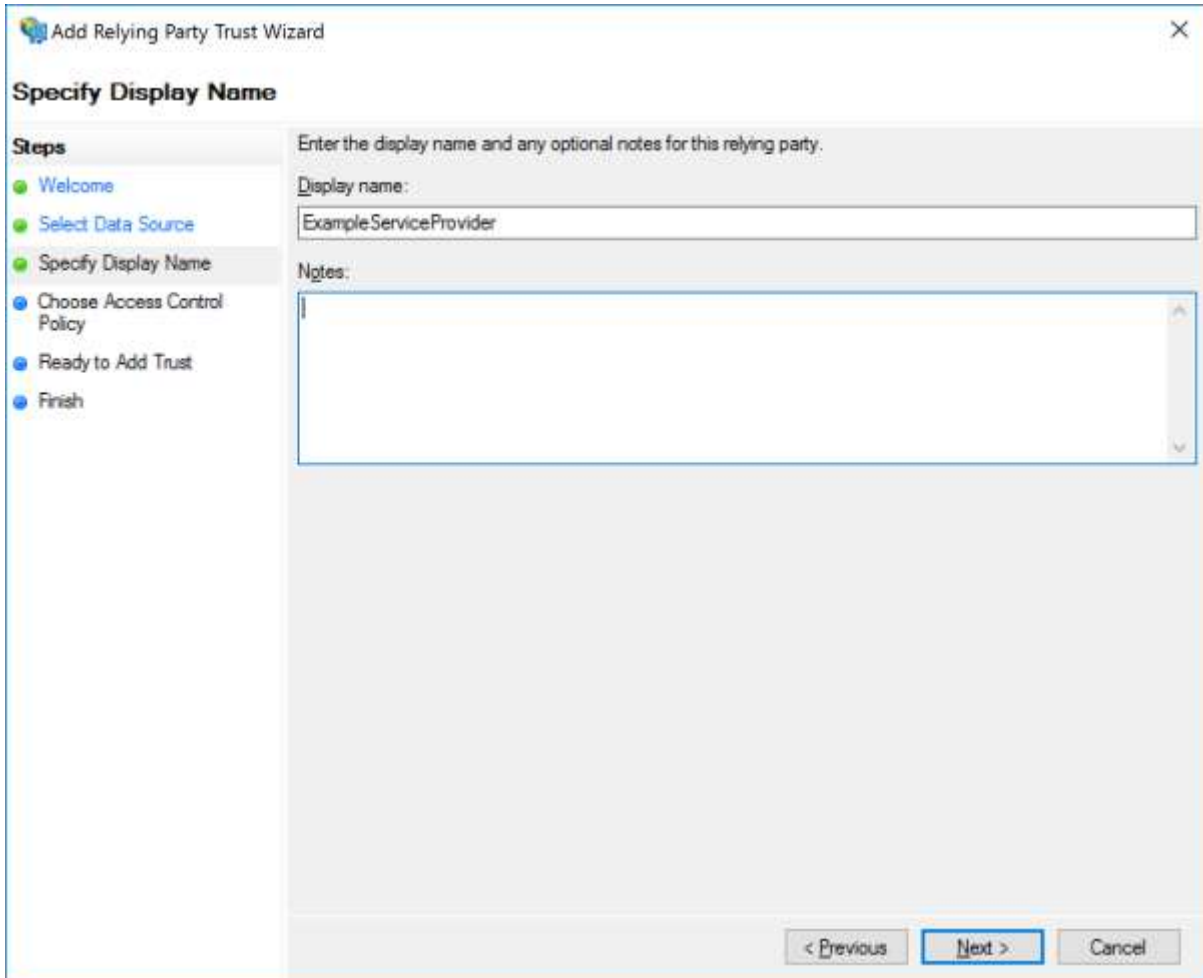 Add Relying Party Trust Wizard
Specify Display Name
Steps
Welcome
Select Data Source
Specify Display Name
Choose Access Control
Policy
Ready to Add Trust
Finish
Enter the display name and any optional notes for this relying party.
Display name:
ExampleServiceProvider
Notes:
< Previous
Next >
Cancel